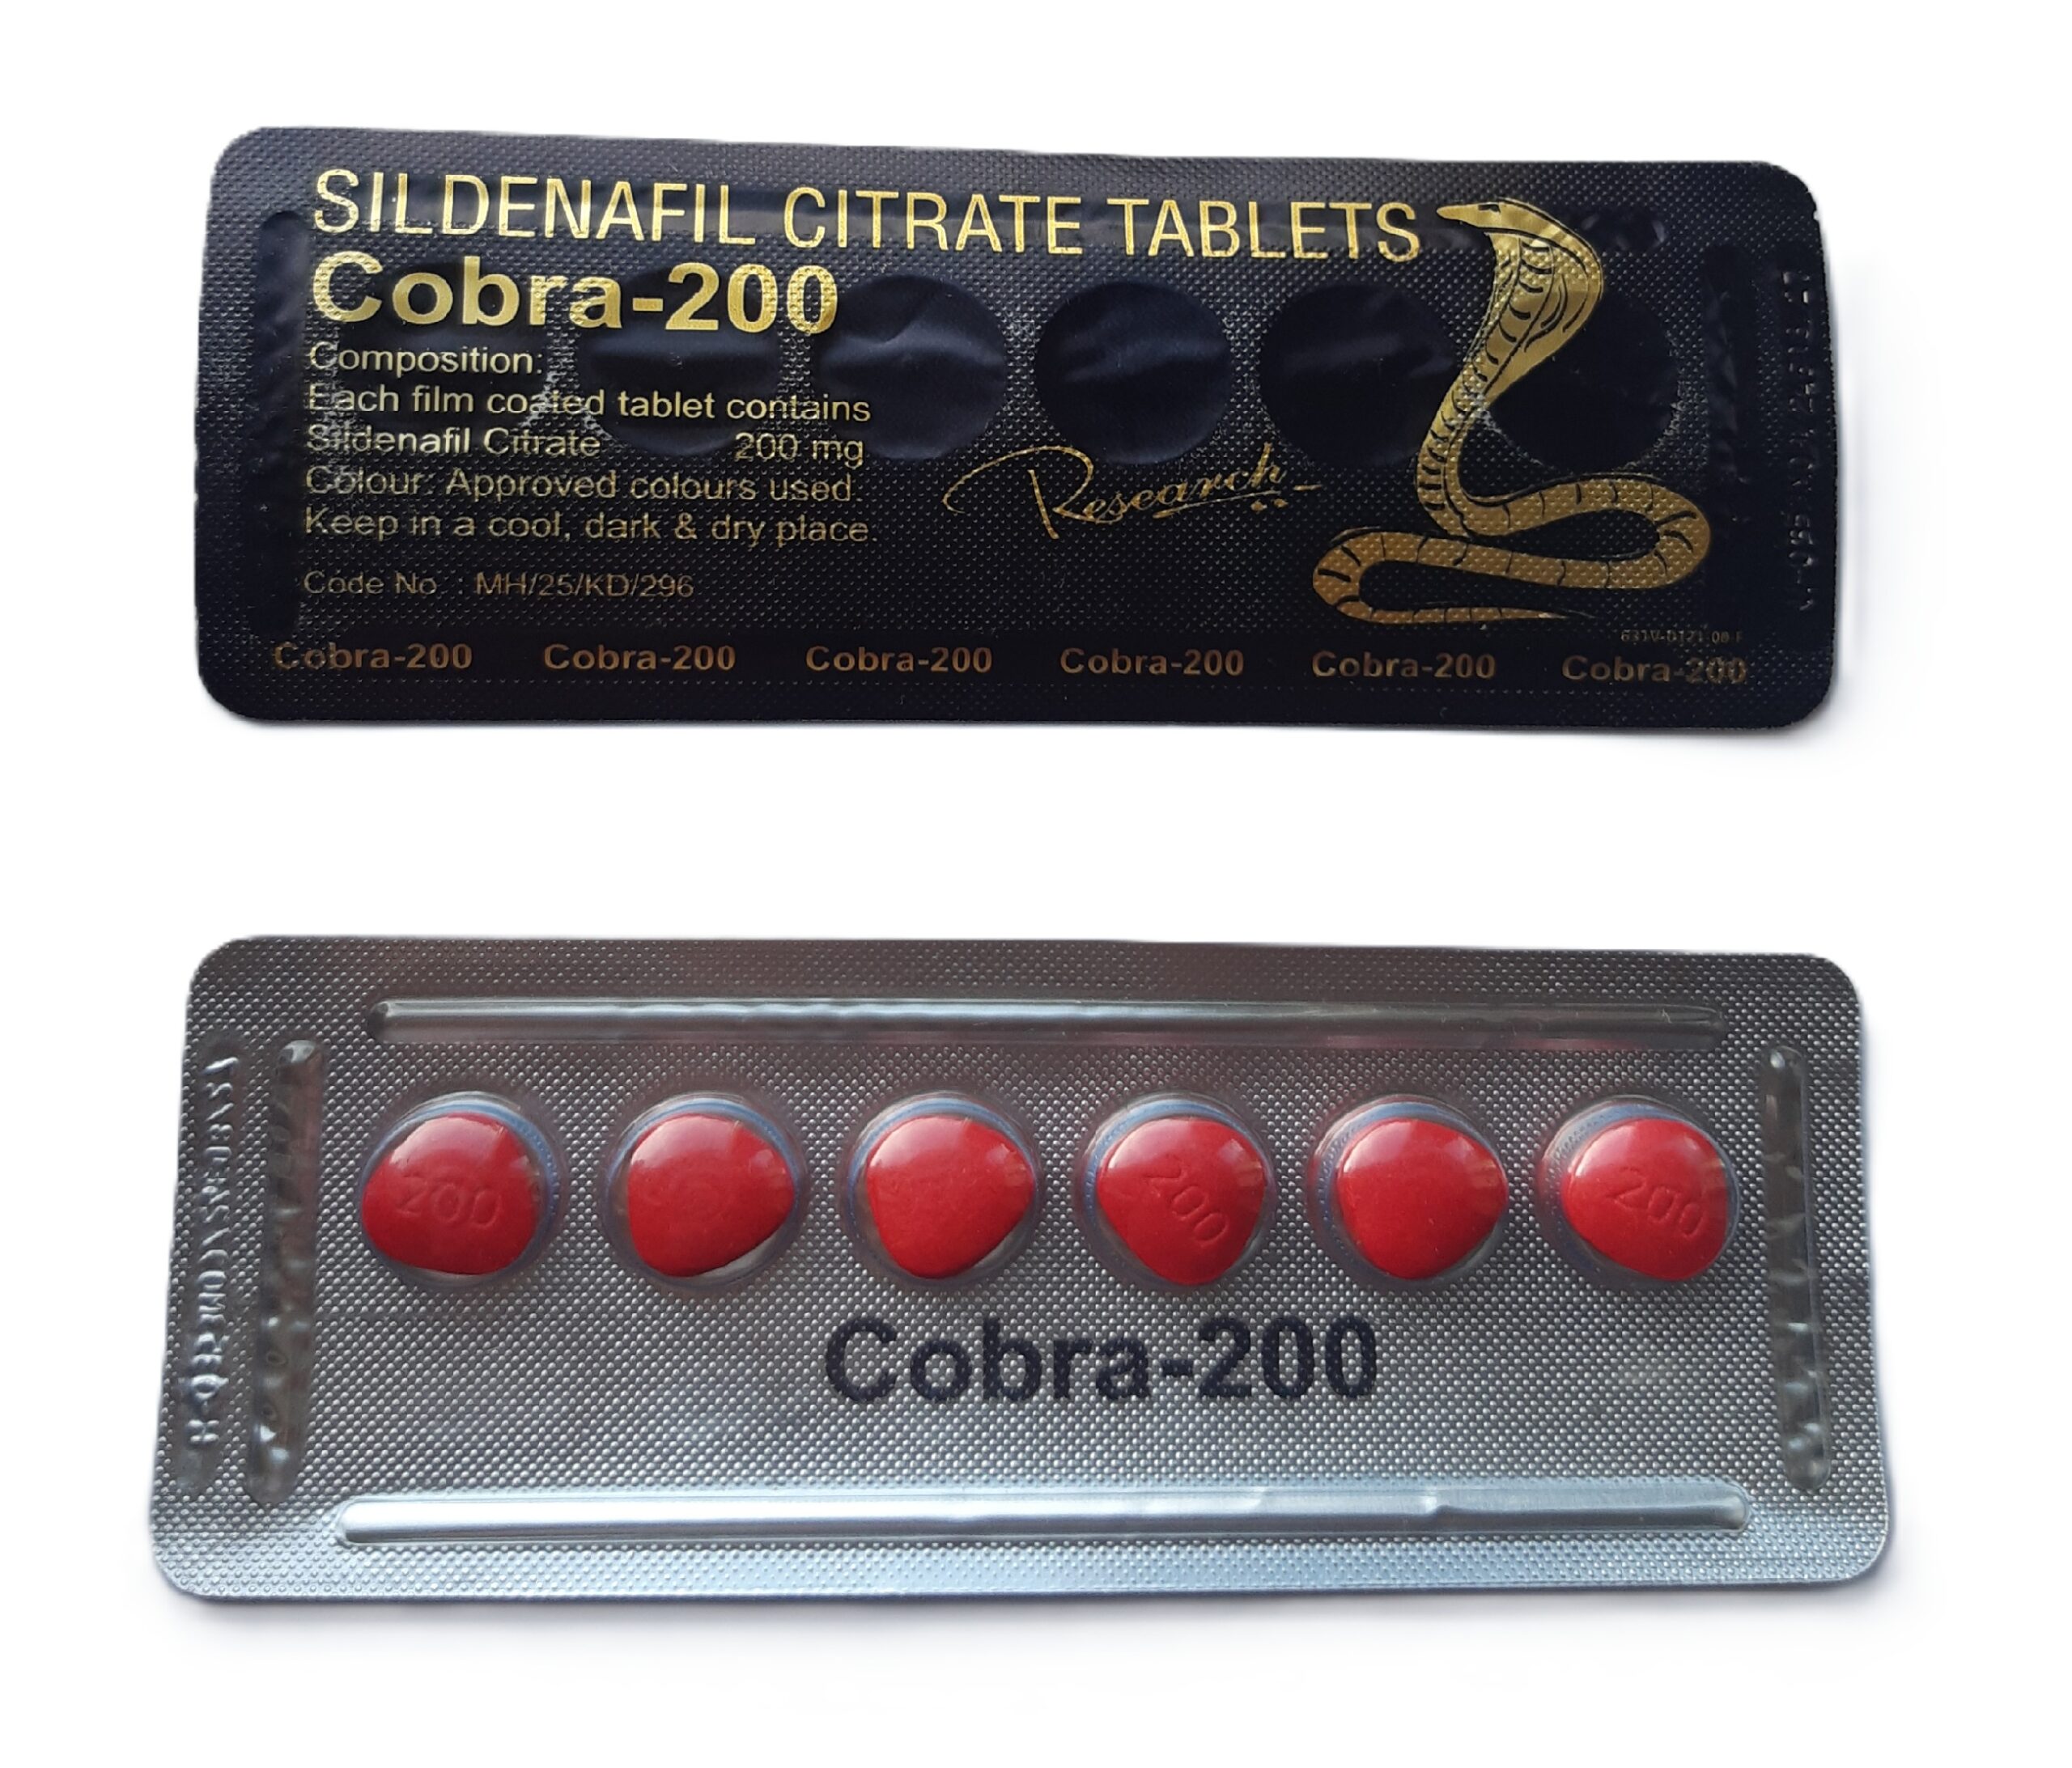 SILDENAFIL CITRATE TABLETS
Cobra-200
Composition:
Each film coated tablet contains
Sildenafil Citrate 200 mg
Colour: Approved colours used.
Keep in a cool, dark & dry place.
Research
Code No : MH/25/KD/296
Cobra-200 Cobra-200 Cobra-200 Cobra-200 Cobra-200 Cobra-200
200 200 200
Cobra-200